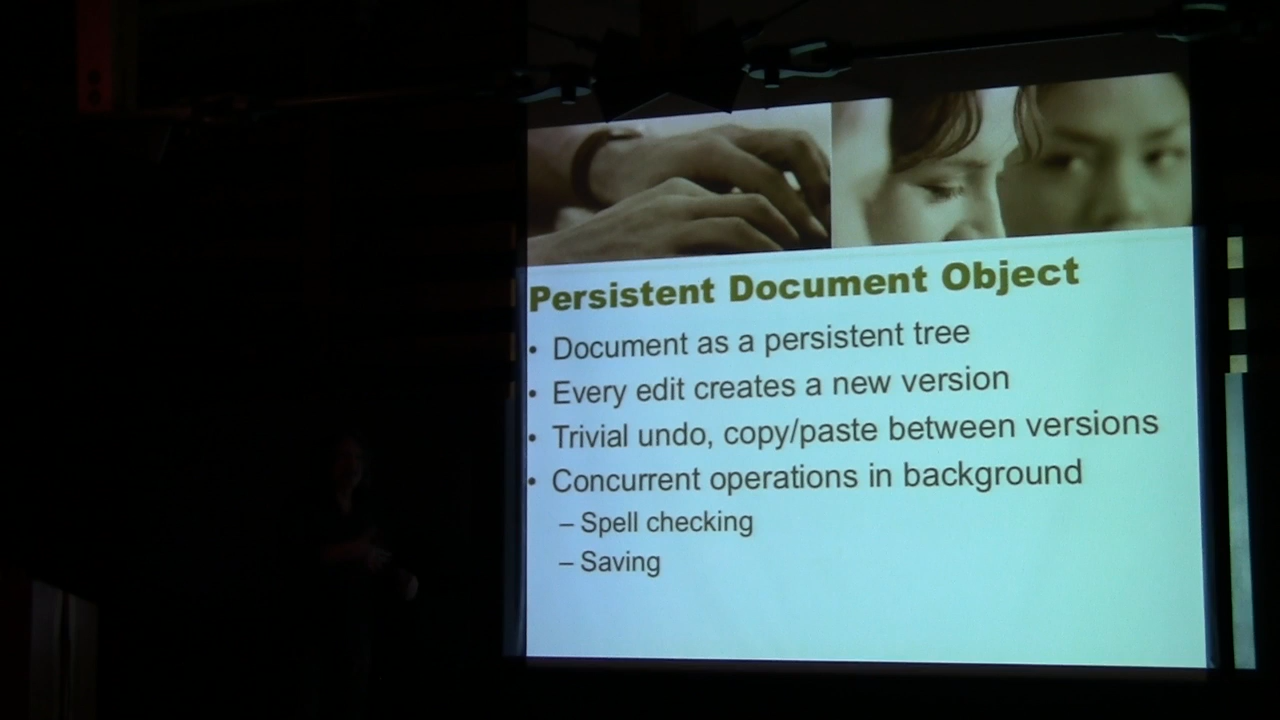 Persistent Document Object
• Document as a persistent tree
• Every edit creates a new version
• Trivial undo, copy/paste between versions
• Concurrent operations in background
– Spell checking
– Saving